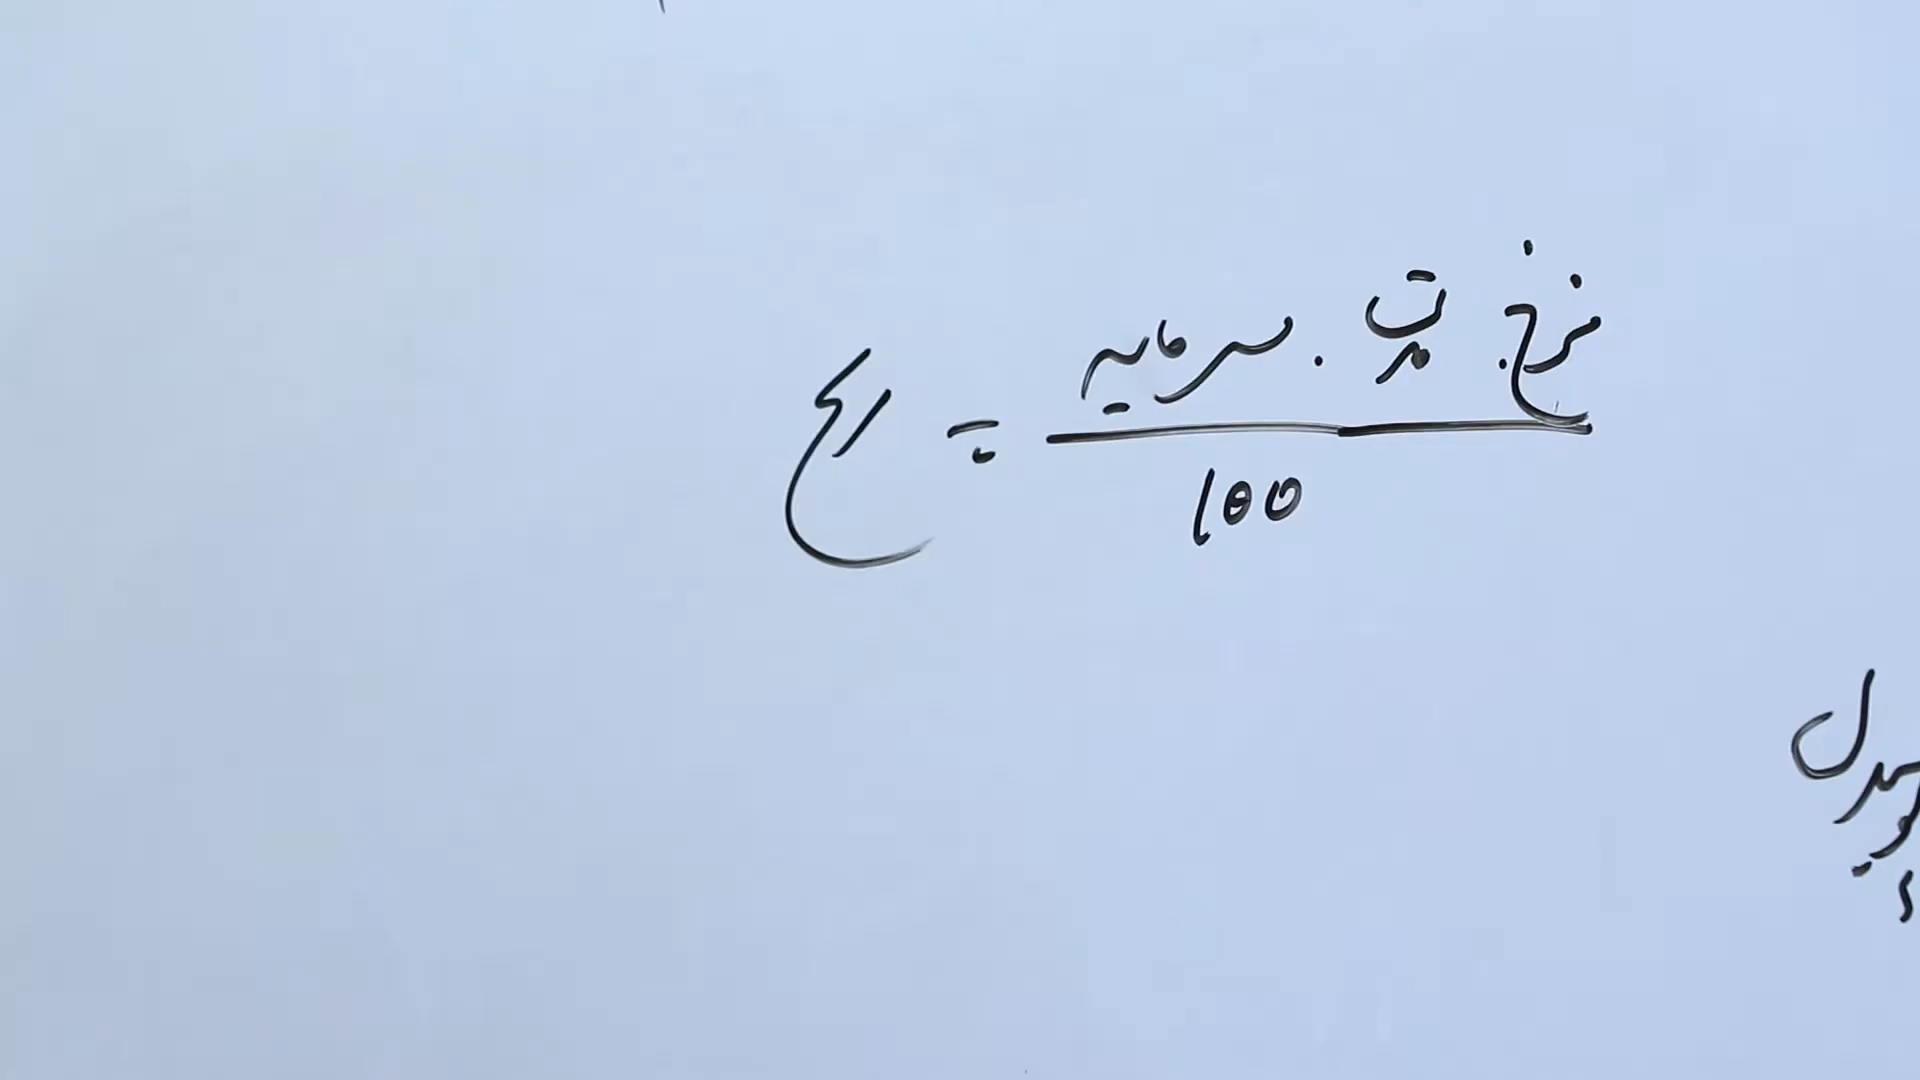 نرخ . مدت . سرمایه
ربح =
100